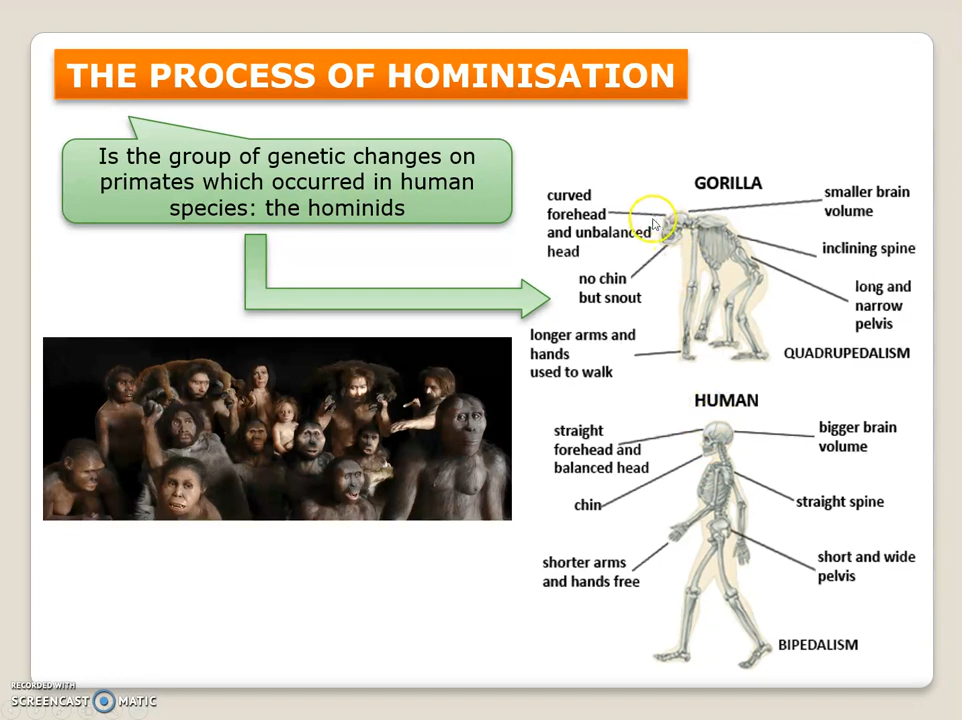 THE PROCESS OF HOMINISATION
Is the group of genetic changes on
primates which occurred in human
species: the hominids
GORILLA
curved
forehead
and unbalanced
head
smaller brain
volume
inclining spine
no chin
but snout
long and
narrow
pelvis
longer arms and
hands
used to walk
QUADRUPEDALISM
HUMAN
straight
forehead and
balanced head
bigger brain
volume
chin
straight spine
shorter arms
and hands free
short and wide
pelvis
BIPEDALISM
RECORDED WITH
SCREENCAST MATIC